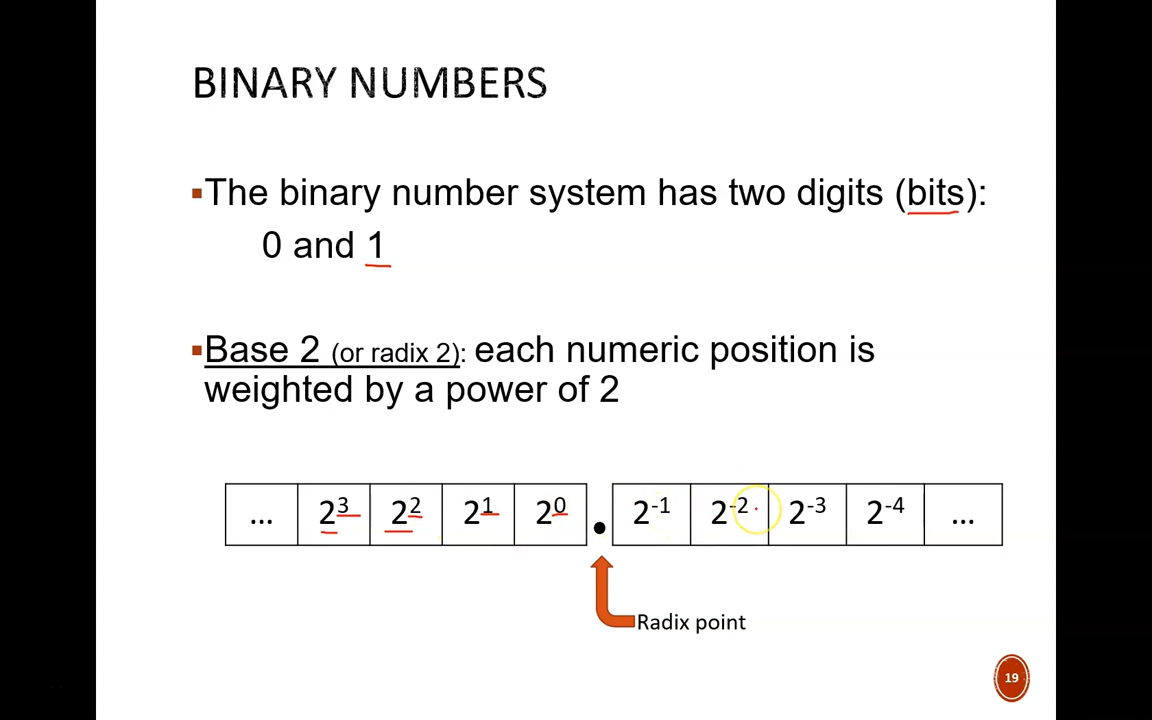 BINARY NUMBERS
▪The binary number system has two digits (bits):
0 and 1
▪Base 2 (or radix 2): each numeric position is
weighted by a power of 2
... 2³ 2² 2¹ 2⁰ . 2⁻¹ 2⁻² 2⁻³ 2⁻⁴ ...
Radix point
19